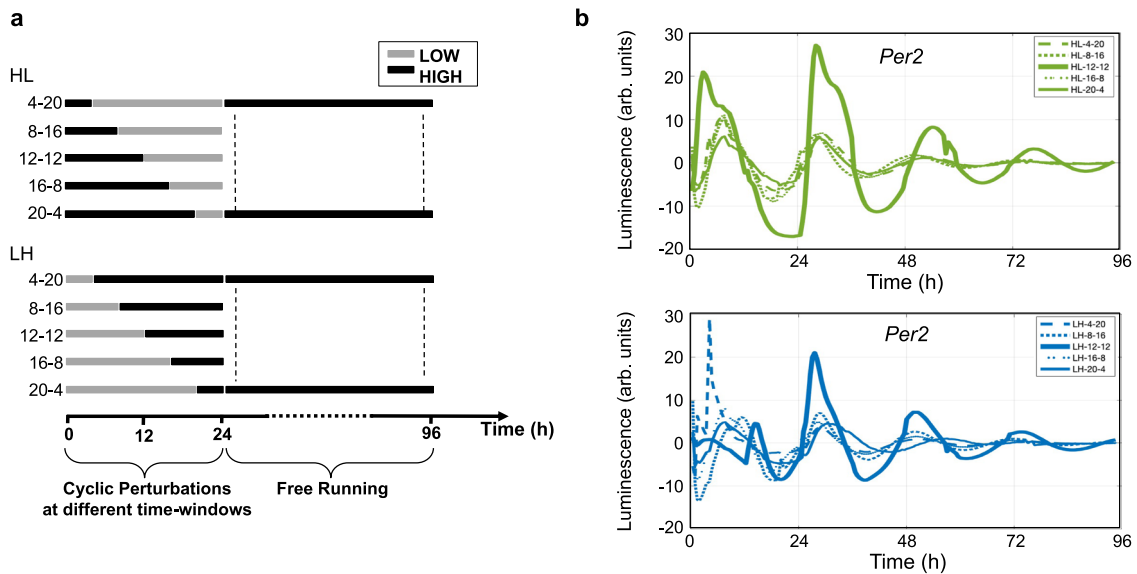 a
LOW
HIGH
HL
4-20
8-16
12-12
16-8
20-4
LH
4-20
8-16
12-12
16-8
20-4
Time (h)
0
12
24
96
Cyclic Perturbations
at different time-windows
Free Running
b
Luminescence (arb. units)
30
20
10
0
-10
-20
Per2
HL-4-20
HL-8-16
HL-12-12
HL-16-8
HL-20-4
0
24
48
72
96
Time (h)
Luminescence (arb. units)
30
20
10
0
-10
-20
Per2
LH-4-20
LH-8-16
LH-12-12
LH-16-8
LH-20-4
0
24
48
72
96
Time (h)